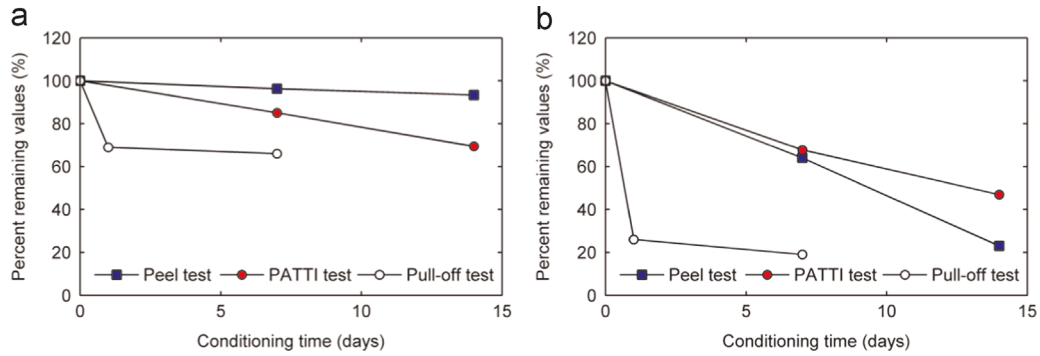 a
120
100
80
60
40
20
0
Percent remaining values (%)
Peel test PATTI test Pull-off test
0 5 10 15
Conditioning time (days)
b
120
100
80
60
40
20
0
Percent remaining values (%)
Peel test PATTI test Pull-off test
0 5 10 15
Conditioning time (days)